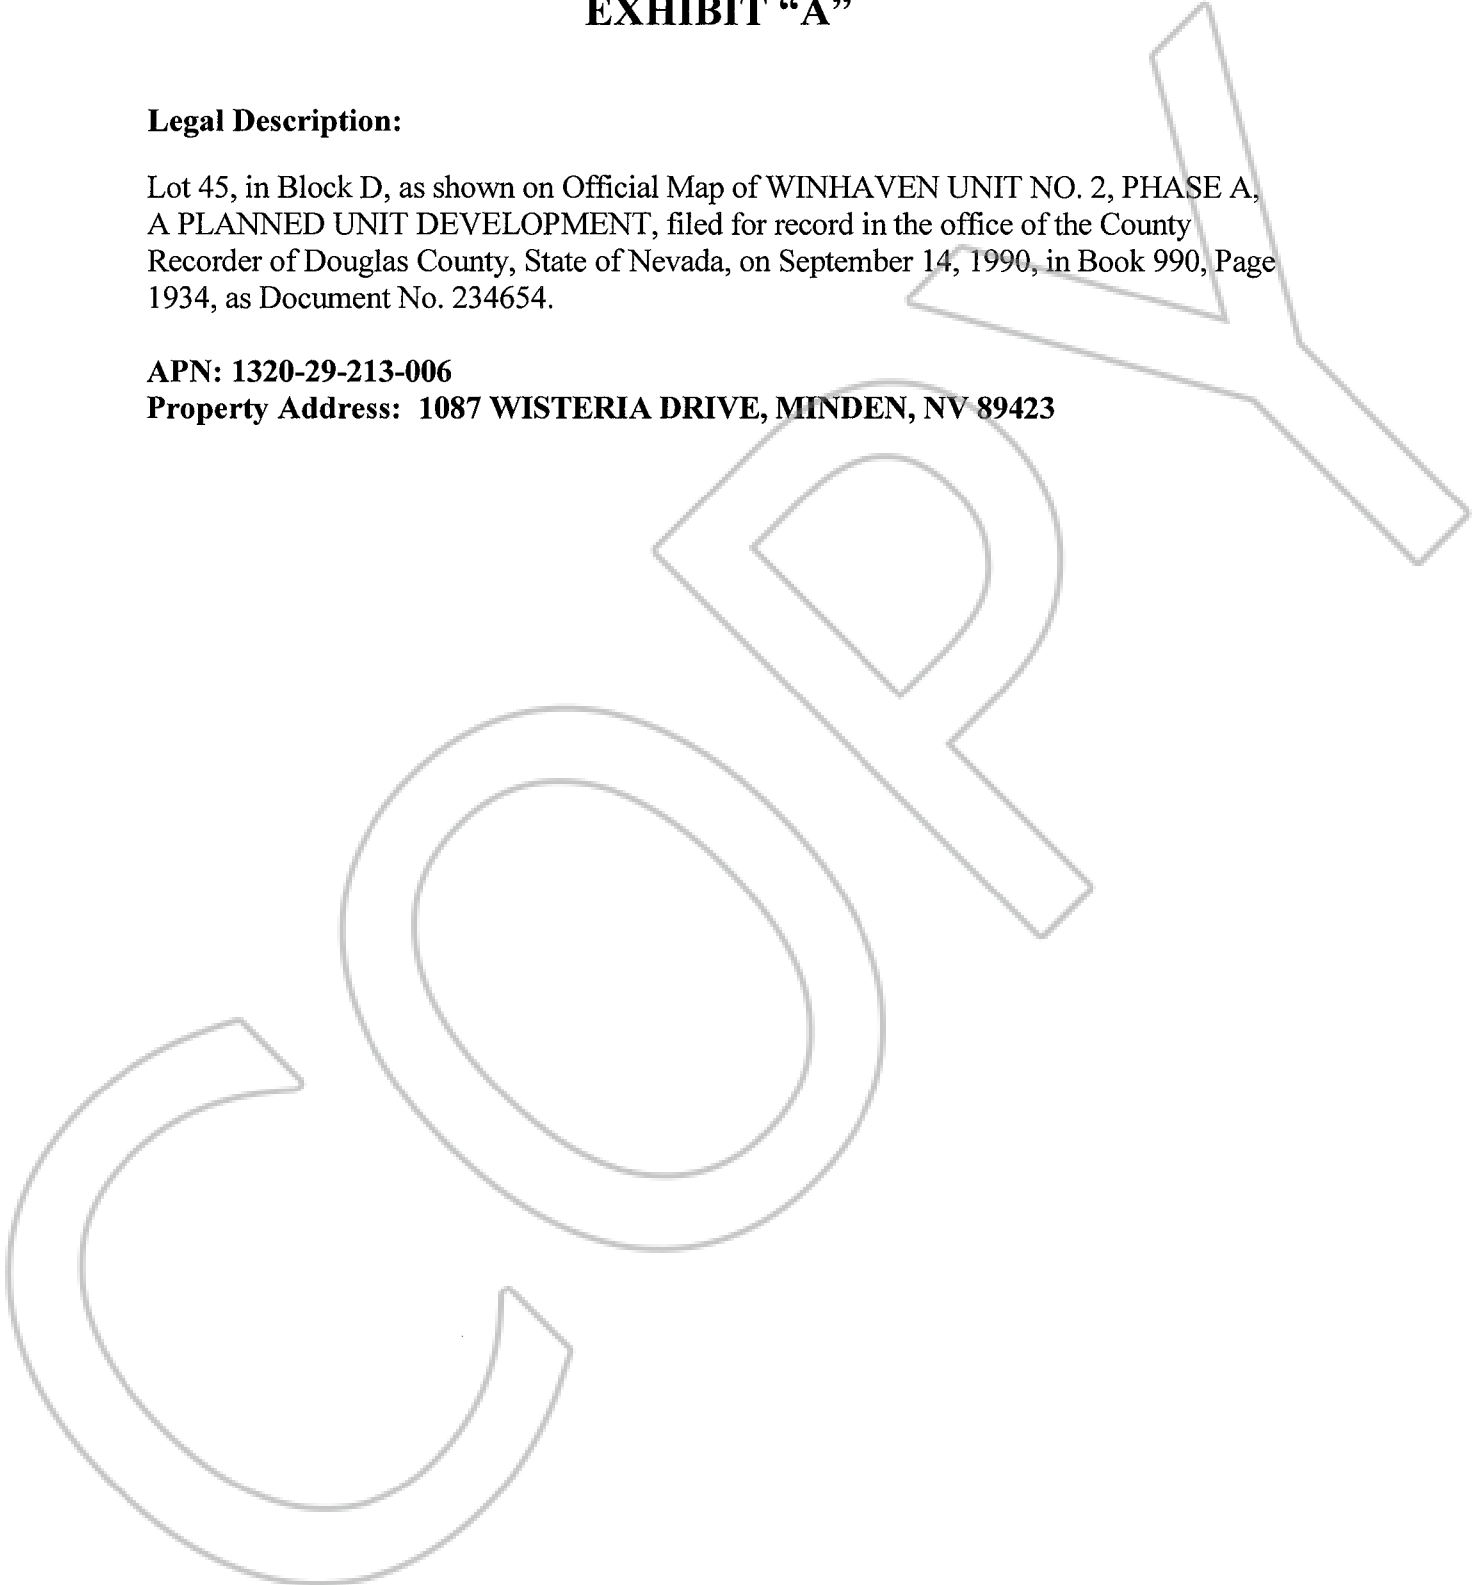 EXHIBIT “A”
Legal Description:
Lot 45, in Block D, as shown on Official Map of WINHAVEN UNIT NO. 2, PHASE A,
A PLANNED UNIT DEVELOPMENT, filed for record in the office of the County
Recorder of Douglas County, State of Nevada, on September 14, 1990, in Book 990, Page
1934, as Document No. 234654.
APN: 1320-29-213-006
Property Address: 1087 WISTERIA DRIVE, MINDEN, NV 89423
COPY